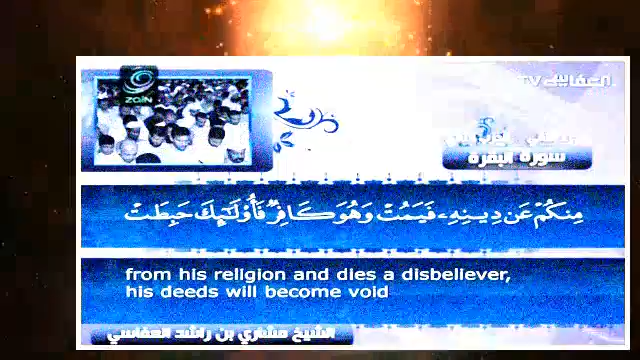 ZAIN
العفاسي TV
سورة البقرة
مِنكُمْ عَن دِينِهِۦ فَيَمُتْ وَهُوَ كَافِرٌ فَأُو۟لَٰٓئِكَ حَبِطَتْ
from his religion and dies a disbeliever,
his deeds will become void
الشيخ مشاري بن راشد العفاسي